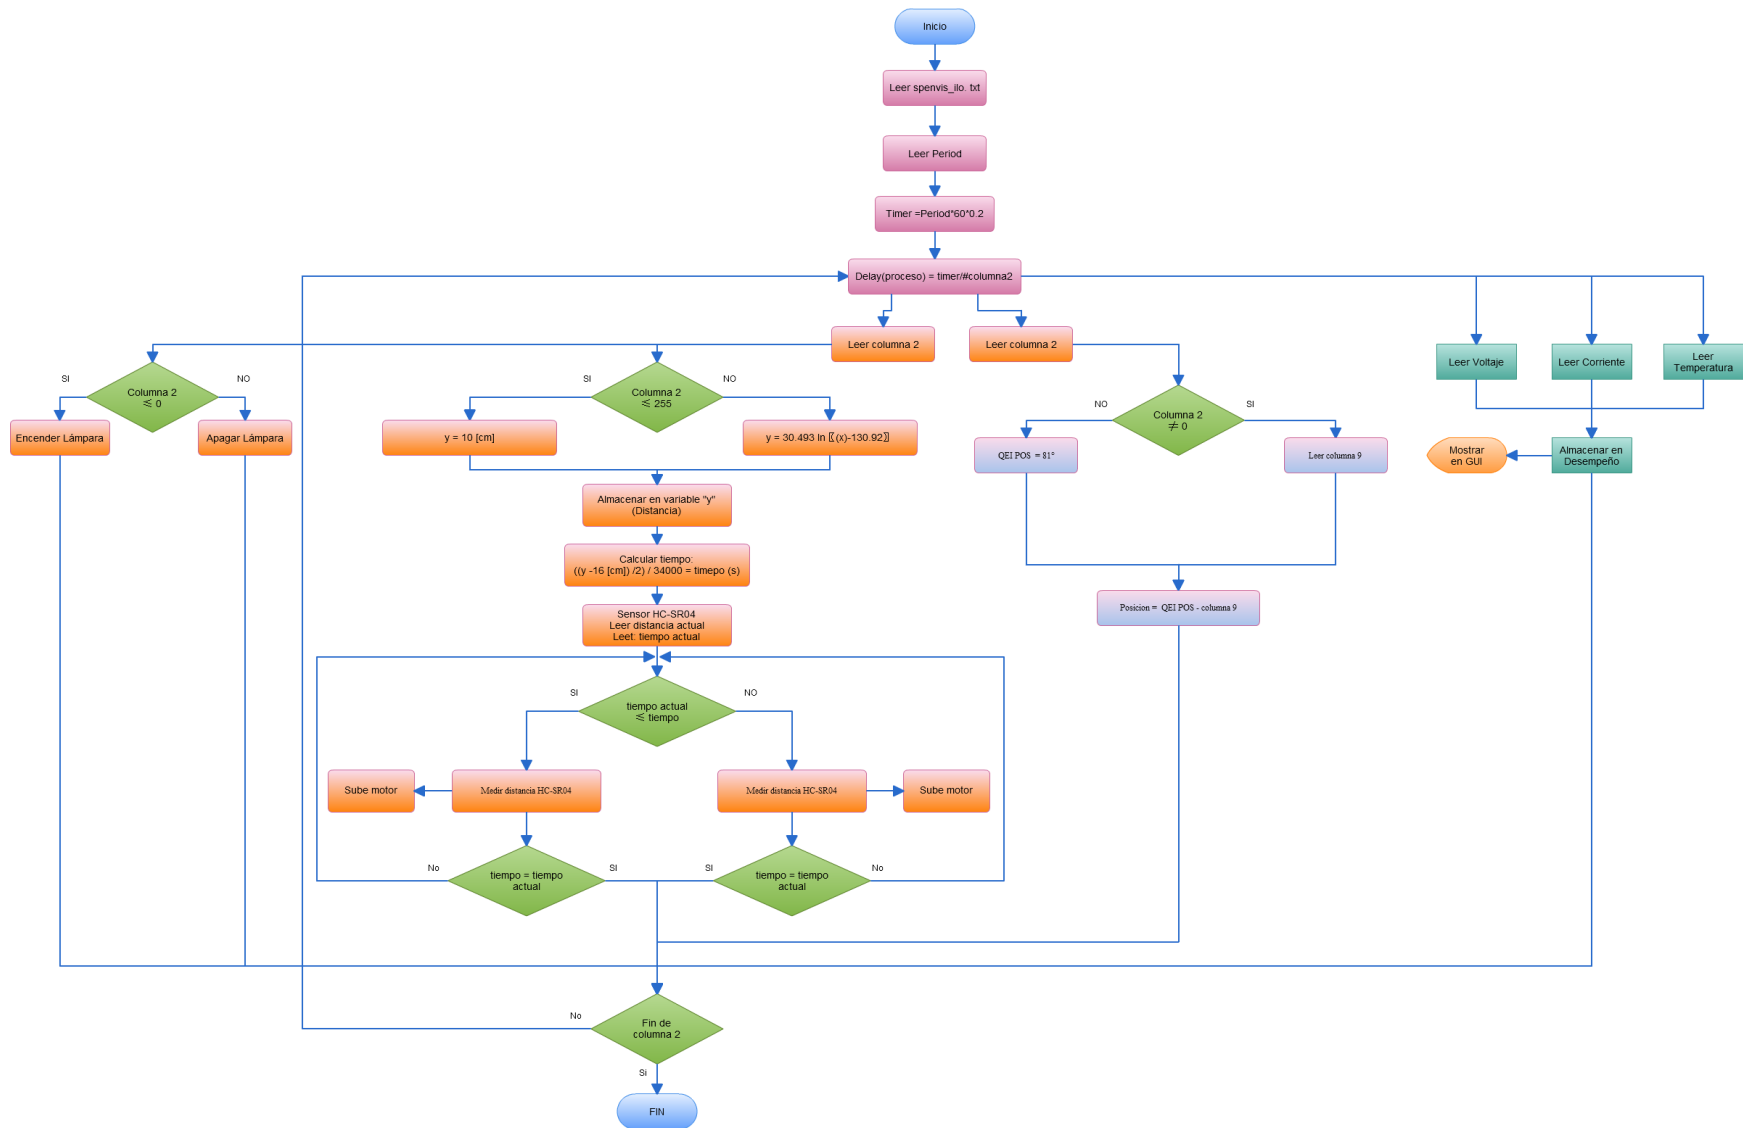 Inicio
Leer spenvis_ilo. txt
Leer Period
Timer =Period*60*0.2
Delay(proceso) = timer/#columna2
Leer columna 2
Leer columna 2
SI
Columna 2
≤ 0
NO
SI
Columna 2
≤ 255
NO
NO
Columna 2
≠ 0
SI
Leer Voltaje
Leer Corriente
Leer
Temperatura
Encender Lámpara
Apagar Lámpara
y = 10 [cm]
y = 30.493 ln 〖(x)-130.92〗
QEI POS = 81°
Leer columna 9
Mostrar
en GUI
Almacenar en
Desempeño
Almacenar en variable "y"
(Distancia)
Calcular tiempo:
((y -16 [cm]) /2) / 34000 = timepo (s)
Sensor HC-SR04
Leer distancia actual
Leet: tiempo actual
Posicion = QEI POS - columna 9
SI
tiempo actual
≤ tiempo
NO
Sube motor
Medir distancia HC-SR04
Medir distancia HC-SR04
Sube motor
No
tiempo = tiempo
actual
SI
SI
tiempo = tiempo
actual
No
No
Fin de
columna 2
Si
FIN